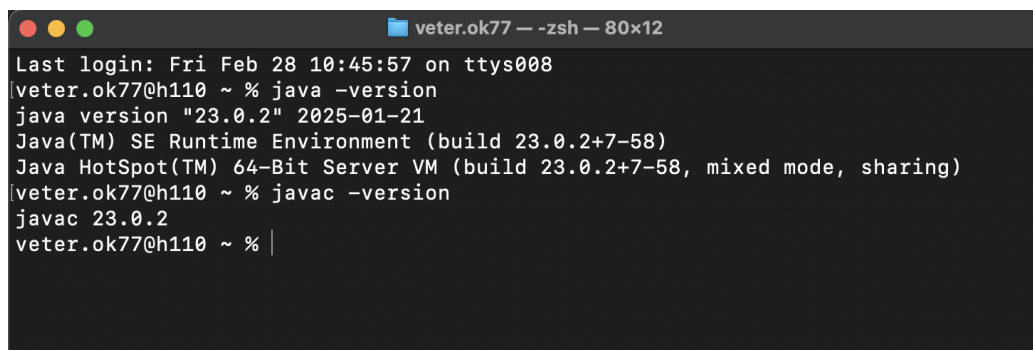 veter.ok77 — -zsh — 80×12
Last login: Fri Feb 28 10:45:57 on ttys008
[veter.ok77@h110 ~ % java -version
java version "23.0.2" 2025-01-21
Java(TM) SE Runtime Environment (build 23.0.2+7-58)
Java HotSpot(TM) 64-Bit Server VM (build 23.0.2+7-58, mixed mode, sharing)
[veter.ok77@h110 ~ % javac -version
javac 23.0.2
veter.ok77@h110 ~ %